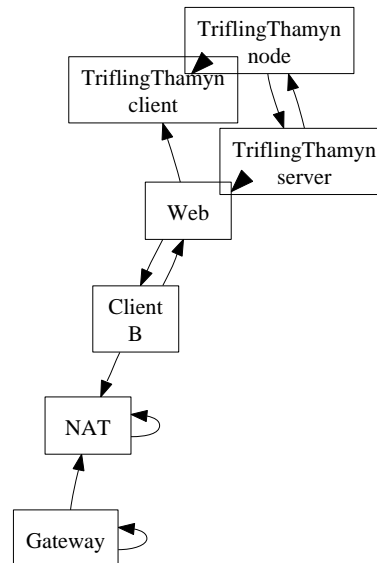 TriflingThamyn
node
TriflingThamyn
client
TriflingThamyn
server
Web
Client
B
NAT
Gateway